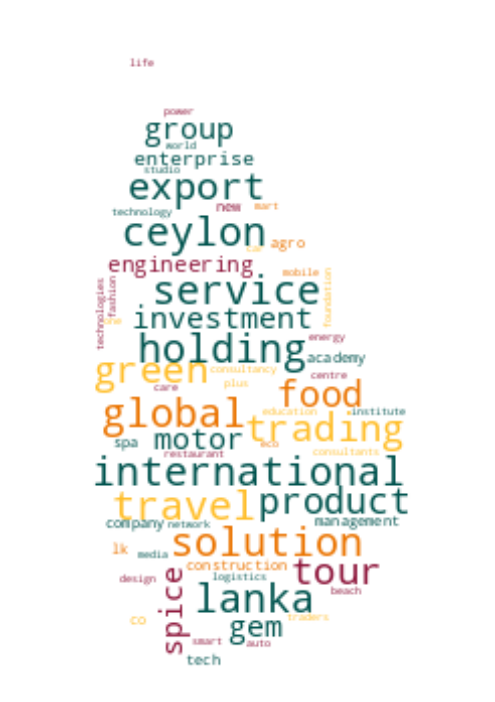 life
power
group
world
enterprise
studio
export
technology new mart
ceylon
car agro
engineering
mobile
technologies fashion service foundation
one investment
holding energy
academy
green consultancy
centre
care plus food
global education institute
trading
spa motor eco
restaurant consultants
international
travel product
company network management
solution
lk media
construction
design logistics tour
spice lanka beach
co gem traders
smart auto
tech